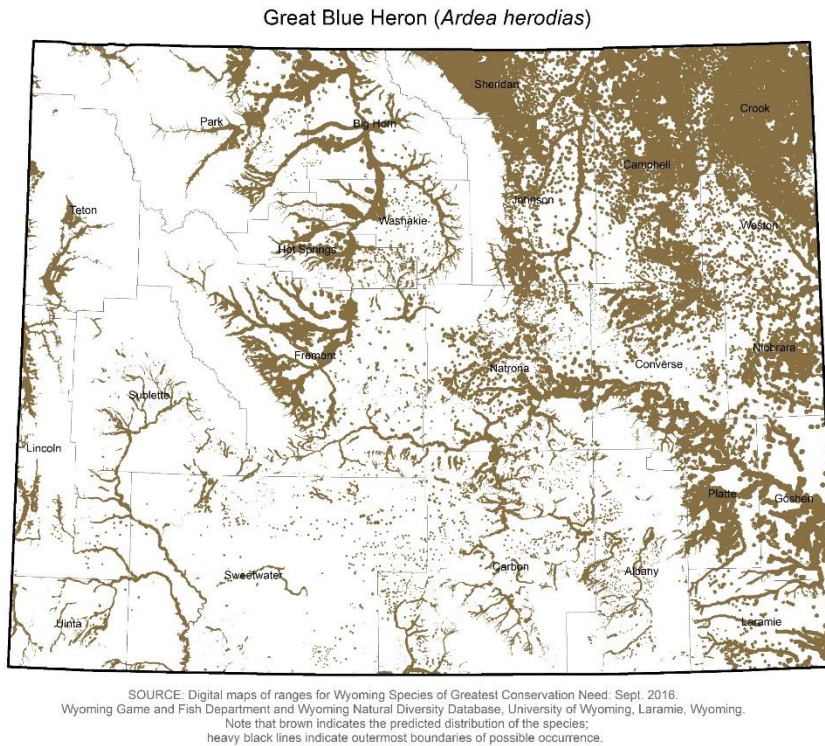 Great Blue Heron (Ardea herodias)
Sheridan
Crook
Park
Big Horn
Campbell
Johnson
Teton
Washakie
Weston
Hot Springs
Fremont
Natrona
Converse
Niobrara
Sublette
Lincoln
Platte
Goshen
Sweetwater
Carbon
Albany
Uinta
Laramie
SOURCE: Digital maps of ranges for Wyoming Species of Greatest Conservation Need: Sept. 2016.
Wyoming Game and Fish Department and Wyoming Natural Diversity Database, University of Wyoming, Laramie, Wyoming.
Note that brown indicates the predicted distribution of the species;
heavy black lines indicate outermost boundaries of possible occurrence.